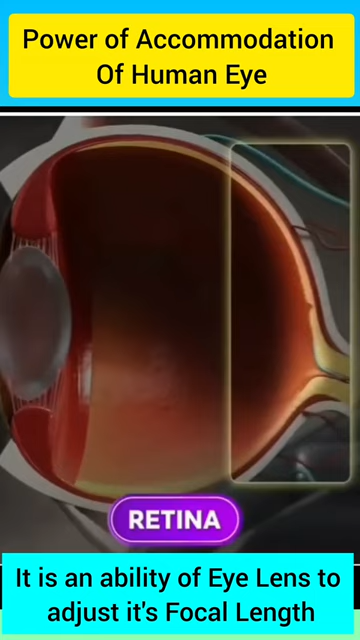 Power of Accommodation
Of Human Eye
RETINA
It is an ability of Eye Lens to
adjust it's Focal Length